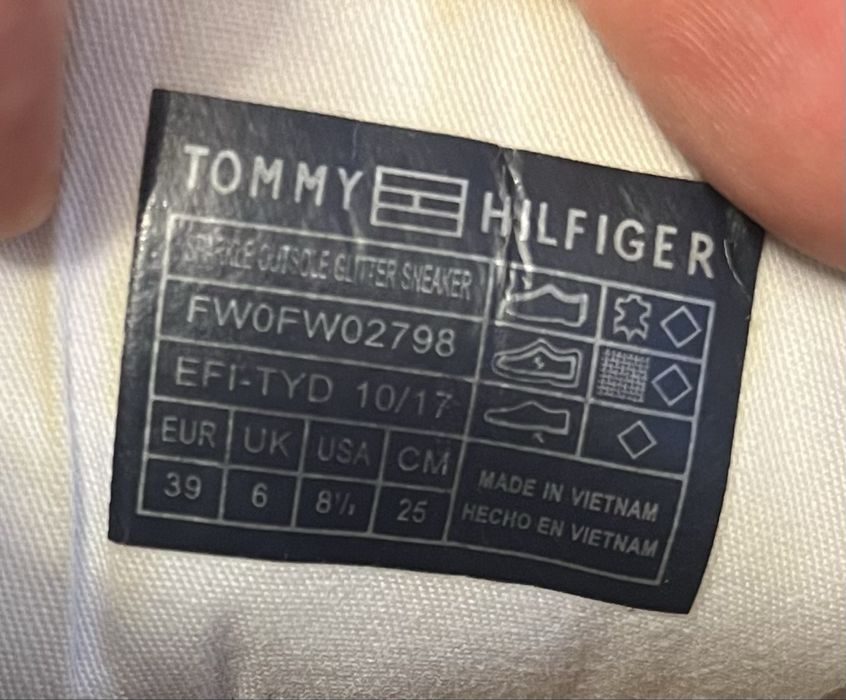 TOMMY HILFIGER
SPARKLE OUTSOLE GLITTER SNEAKER
FW0FW02798
EFI-TYD 10/17
EUR UK USA CM
39 6 8½ 25
MADE IN VIETNAM
HECHO EN VIETNAM